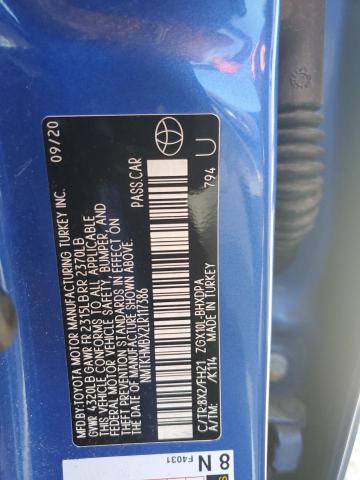 MFD.BY:TOYOTA MOTOR MANUFACTURING TURKEY INC. 09/20
GVWR 4320LB GAWR FR 2315LB RR 2370LB
THIS VEHICLE CONFORMS TO ALL APPLICABLE
FEDERAL MOTOR VEHICLE SAFETY, BUMPER, AND
THEFT PREVENTION STANDARDS IN EFFECT ON
THE DATE OF MANUFACTURE SHOWN ABOVE.
NMTKHMBX2LR117386 PASS.CAR
C/TR:8X2/FH21 ZGX10L-BHXDPA
A/TM: /K114 794 U
MADE IN TURKEY
8 N
F4031